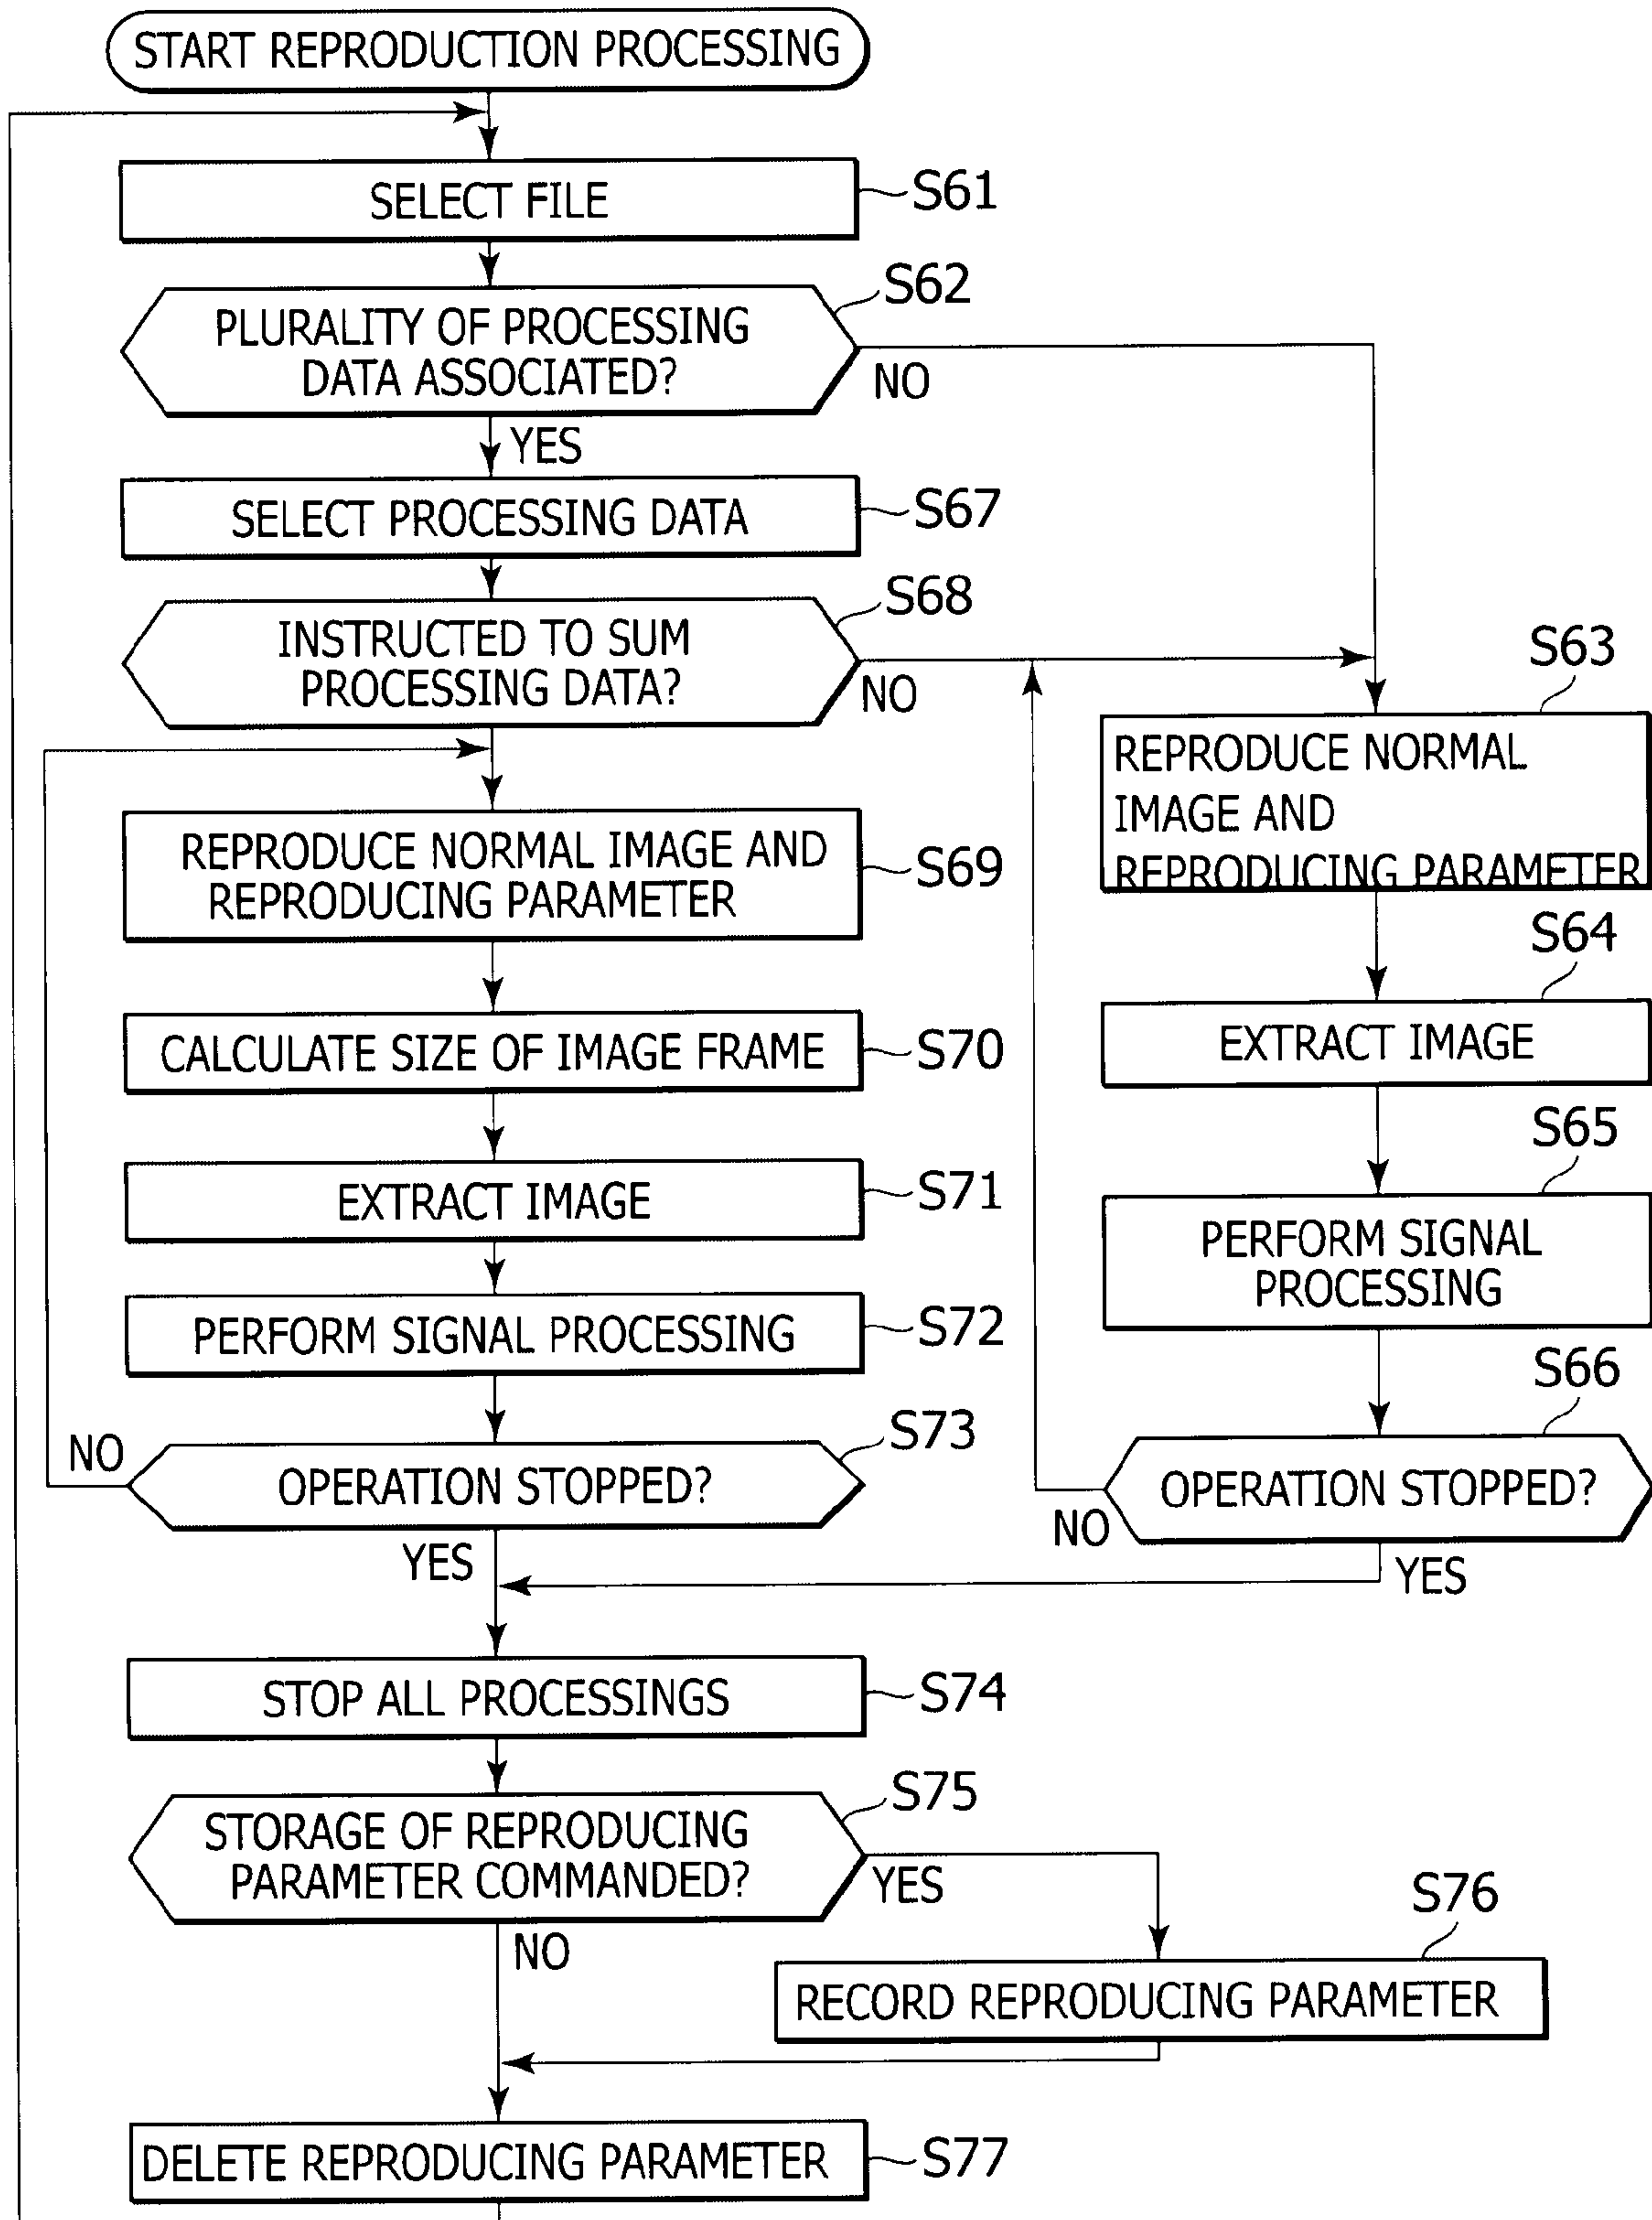 START REPRODUCTION PROCESSING
SELECT FILE
S61
S62
PLURALITY OF PROCESSING
DATA ASSOCIATED?
NO
YES
SELECT PROCESSING DATA
S67
S68
INSTRUCTED TO SUM
PROCESSING DATA?
NO
S63
REPRODUCE NORMAL
IMAGE AND
REPRODUCING PARAMETER
REPRODUCE NORMAL IMAGE AND
REPRODUCING PARAMETER
S69
S64
EXTRACT IMAGE
CALCULATE SIZE OF IMAGE FRAME
S70
S65
PERFORM SIGNAL
PROCESSING
EXTRACT IMAGE
S71
PERFORM SIGNAL PROCESSING
S72
S66
OPERATION STOPPED?
NO
YES
S73
NO
OPERATION STOPPED?
YES
STOP ALL PROCESSINGS
S74
S75
STORAGE OF REPRODUCING
PARAMETER COMMANDED?
YES
NO
S76
RECORD REPRODUCING PARAMETER
DELETE REPRODUCING PARAMETER
S77